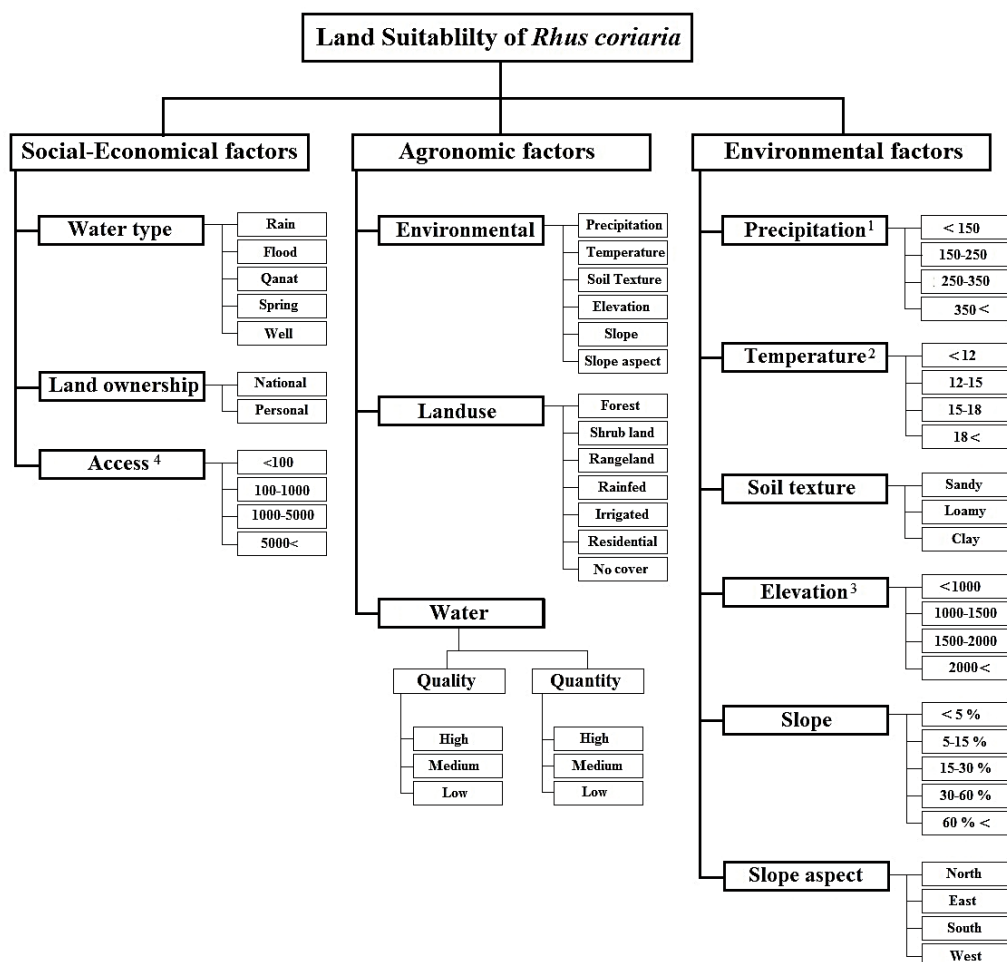 Land Suitablilty of Rhus coriaria
Social-Economical factors
Water type
Rain
Flood
Qanat
Spring
Well
Land ownership
National
Personal
Access 4
<100
100-1000
1000-5000
5000<
Agronomic factors
Environmental
Precipitation
Temperature
Soil Texture
Elevation
Slope
Slope aspect
Landuse
Forest
Shrub land
Rangeland
Rainfed
Irrigated
Residential
No cover
Water
Quality
High
Medium
Low
Quantity
High
Medium
Low
Environmental factors
Precipitation1
< 150
150-250
250-350
350 <
Temperature2
< 12
12-15
15-18
18 <
Soil texture
Sandy
Loamy
Clay
Elevation3
<1000
1000-1500
1500-2000
2000 <
Slope
< 5 %
5-15 %
15-30 %
30-60 %
60 % <
Slope aspect
North
East
South
West